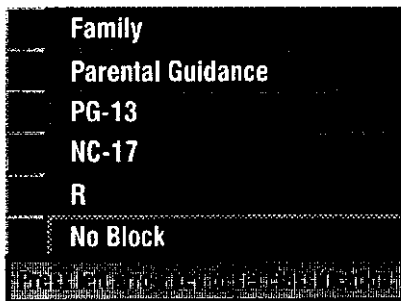 Family
Parental Guidance
PG-13
NC-17
R
No Block